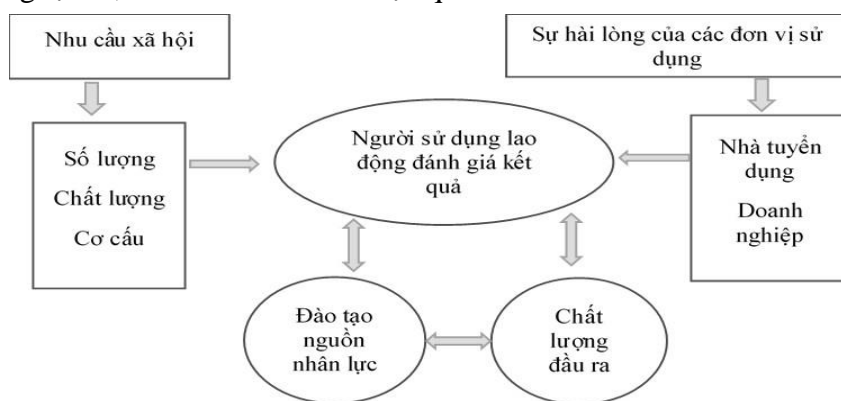 Nhu cầu xã hội
Sự hài lòng của các đơn vị sử
dụng
Số lượng
Chất lượng
Cơ cấu
Người sử dụng lao
động đánh giá kết
quả
Nhà tuyển
dụng
Doanh
nghiệp
Đào tạo
nguồn
nhân lực
Chất
lượng
đầu ra